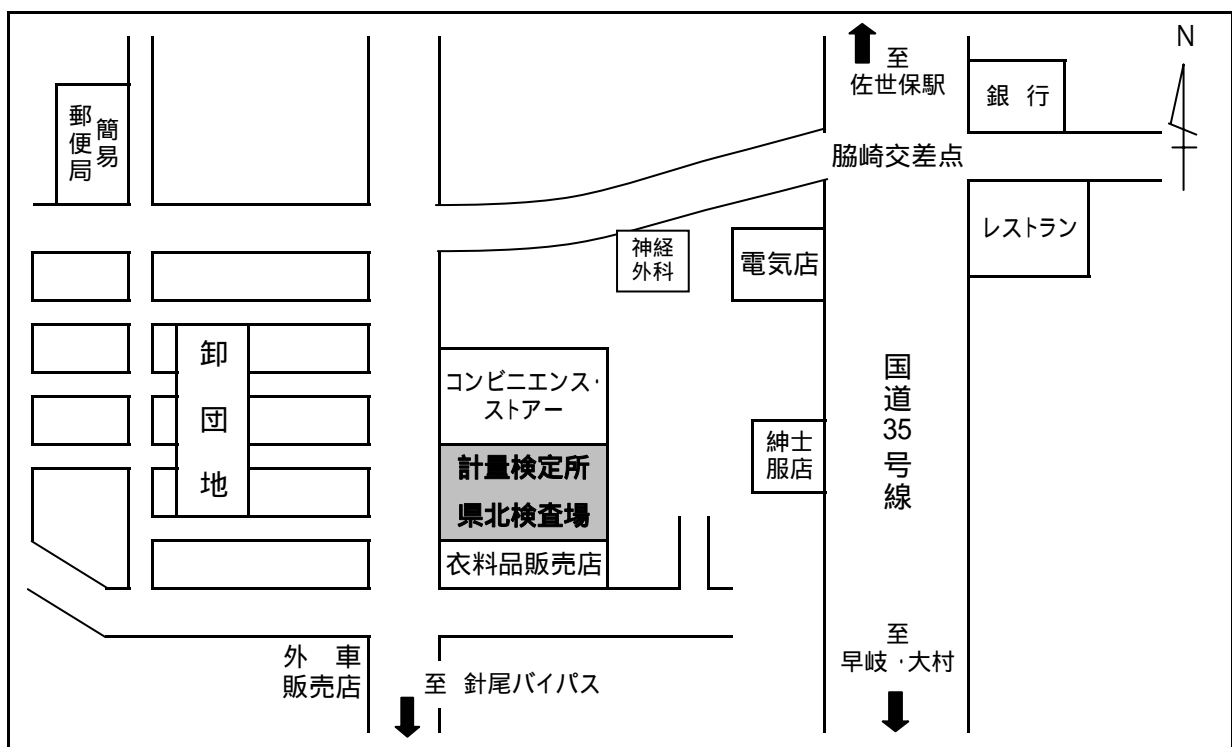 N
至
佐世保駅
銀 行
簡易
郵便局
脇崎交差点
レストラン
神経
外科
電気店
卸団地
コンビニエンス・
ストアー
国道35号線
紳士
服店
計量検定所
県北検査場
衣料品販売店
外 車
販売店
至 針尾バイパス
至
早岐・大村